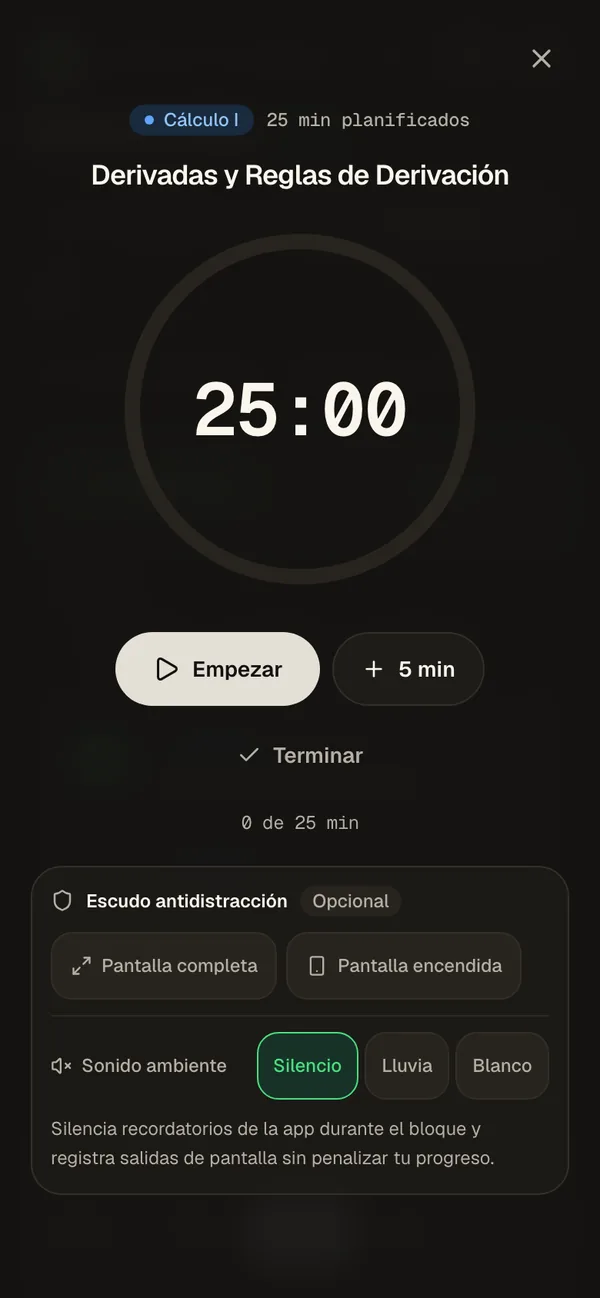 Cálculo I 25 min planificados
Derivadas y Reglas de Derivación
25:00
Empezar + 5 min
Terminar
0 de 25 min
Escudo antidistracción Opcional
Pantalla completa Pantalla encendida
Sonido ambiente Silencio Lluvia Blanco
Silencia recordatorios de la app durante el bloque y
registra salidas de pantalla sin penalizar tu progreso.